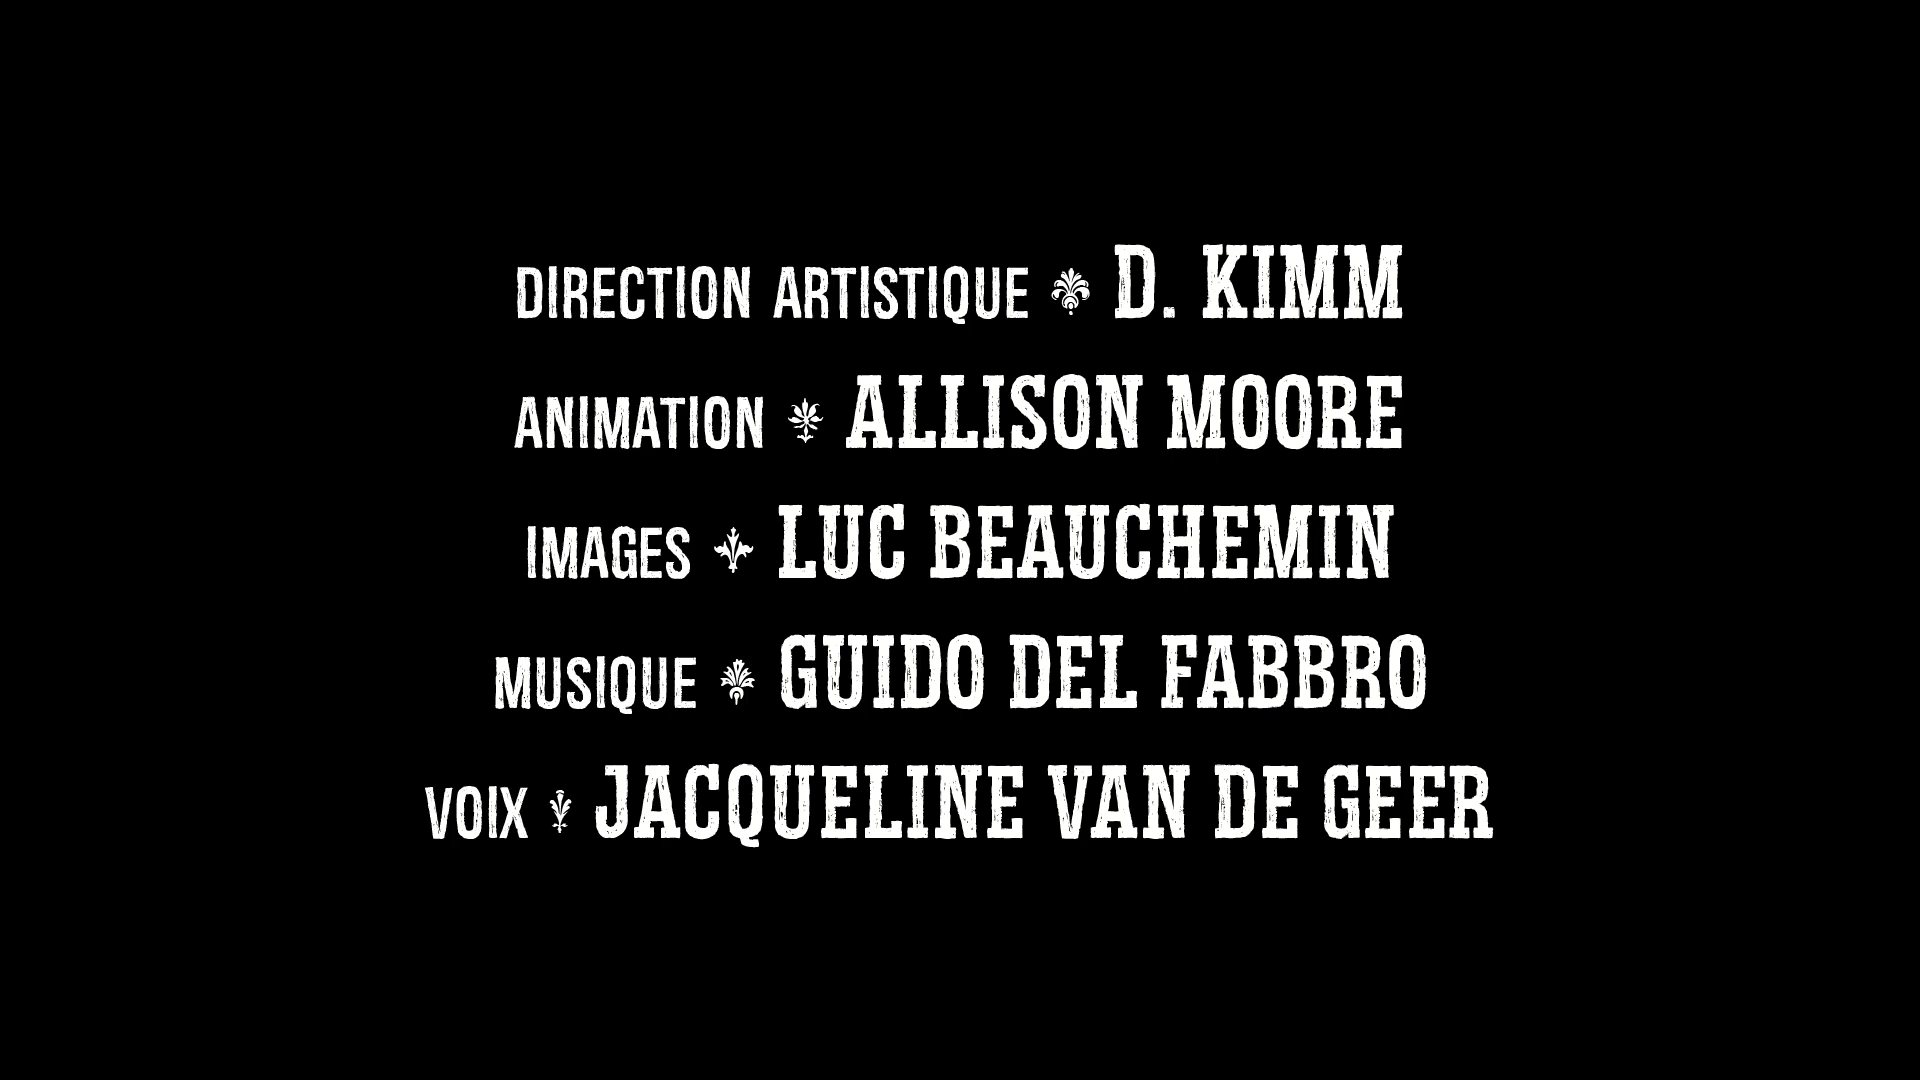 DIRECTION ARTISTIQUE D. KIMM
ANIMATION ALLISON MOORE
IMAGES LUC BEAUCHEMIN
MUSIQUE GUIDO DEL FABBRO
VOIX JACQUELINE VAN DE GEER